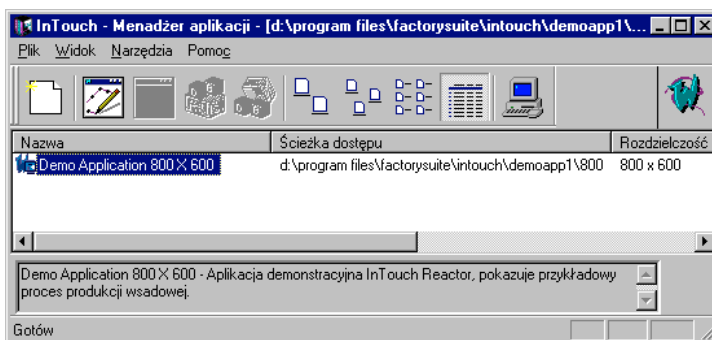 InTouch - Menadżer aplikacji - [d:\program files\factorysuite\intouch\demoapp1\...
Plik Widok Narzędzia Pomoc
Nazwa Ścieżka dostępu Rozdzielczość
Demo Application 800 X 600 d:\program files\factorysuite\intouch\demoapp1\800 800 x 600
Demo Application 800 X 600 - Aplikacja demonstracyjna InTouch Reactor, pokazuje przykładowy
proces produkcji wsadowej.
Gotów